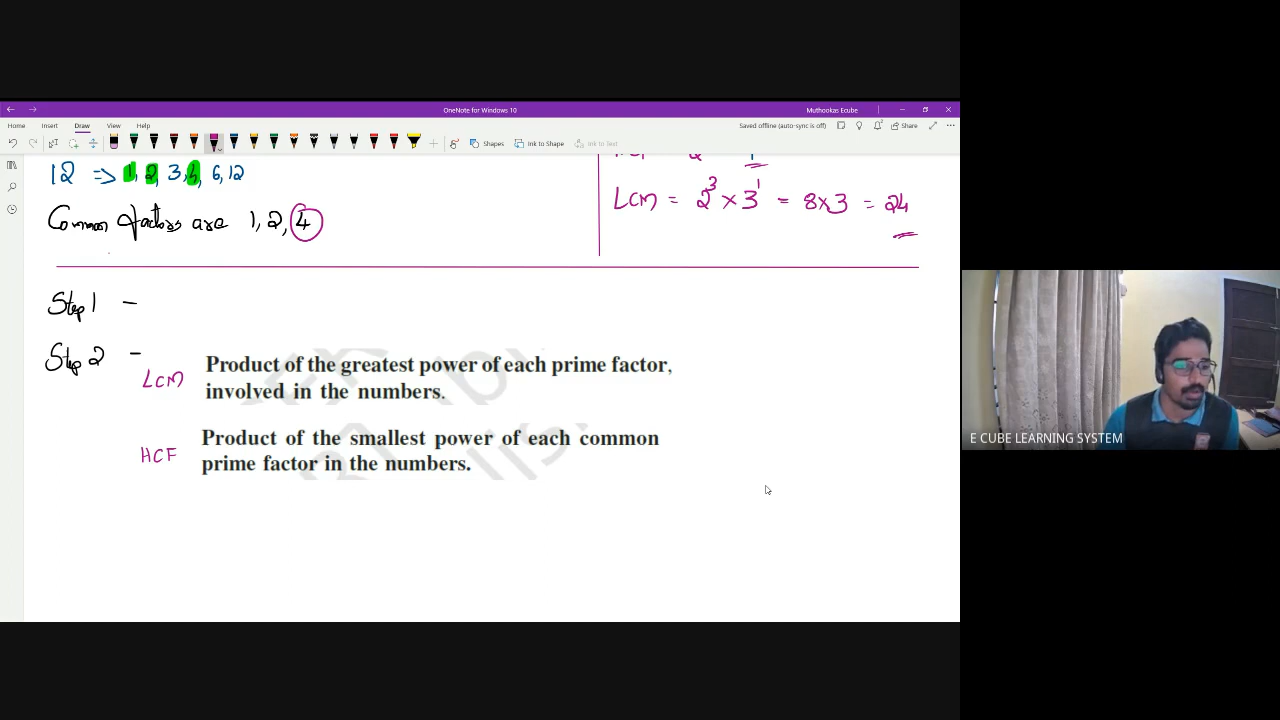 OneNote for Windows 10
Muthookas Ecube
Home Insert Draw View Help
Saved offline (auto-sync is off)
Share
Shapes
Ink to Shape
Ink to Text
12 => 1, 2, 3, 4, 6, 12
Common factors are 1, 2, 4
LCM = 2³ × 3¹ = 8×3 = 24
Step 1 –
Step 2 –
LCM Product of the greatest power of each prime factor,
involved in the numbers.
HCF Product of the smallest power of each common
prime factor in the numbers.
E CUBE LEARNING SYSTEM